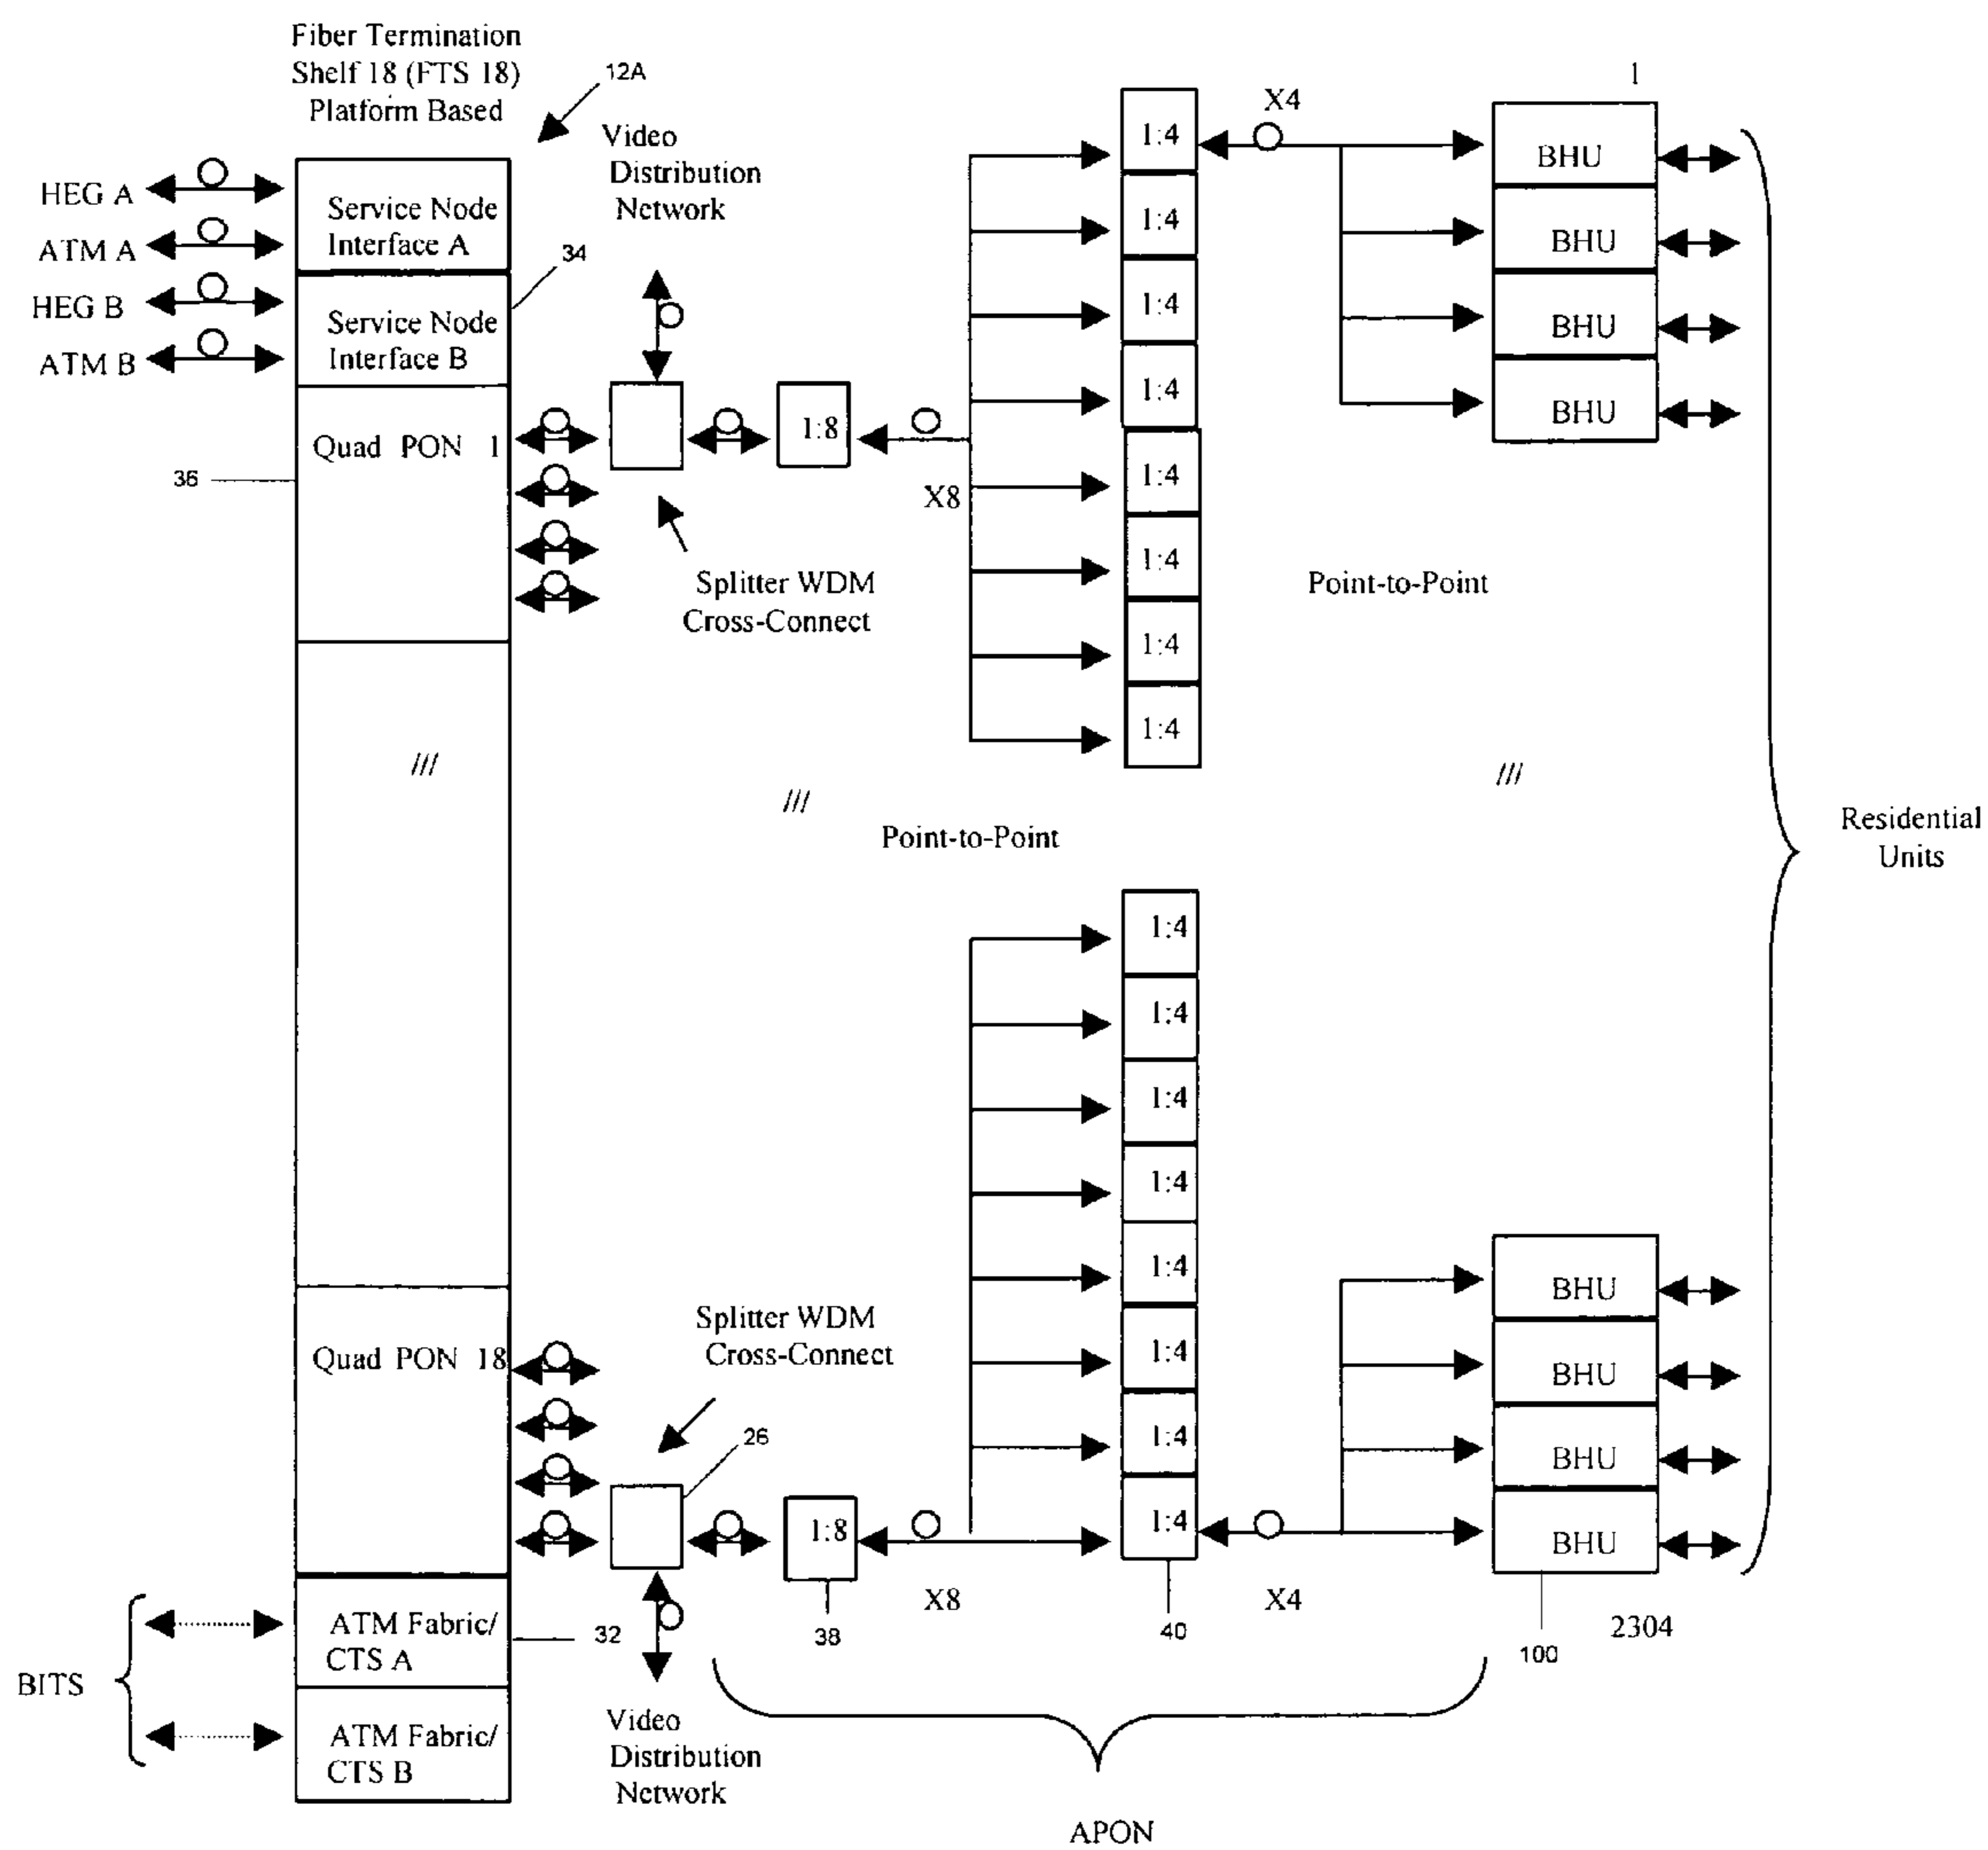 Fiber Termination
Shelf 18 (FTS 18)
Platform Based
12A
Video
Distribution
Network
HEG A
ATM A
HEG B
ATM B
Service Node
Interface A
34
Service Node
Interface B
Quad PON 1
36
1:8
X8
Splitter WDM
Cross-Connect
1:4
1:4
1:4
1:4
1:4
1:4
1:4
1:4
X4
1
BHU
BHU
BHU
BHU
Point-to-Point
///
///
///
Point-to-Point
Residential
Units
1:4
1:4
1:4
1:4
1:4
1:4
1:4
1:4
Quad PON 18
Splitter WDM
Cross-Connect
26
1:8
X8
38
40
X4
BHU
BHU
BHU
BHU
100
2304
BITS
ATM Fabric/
CTS A
32
ATM Fabric/
CTS B
Video
Distribution
Network
APON